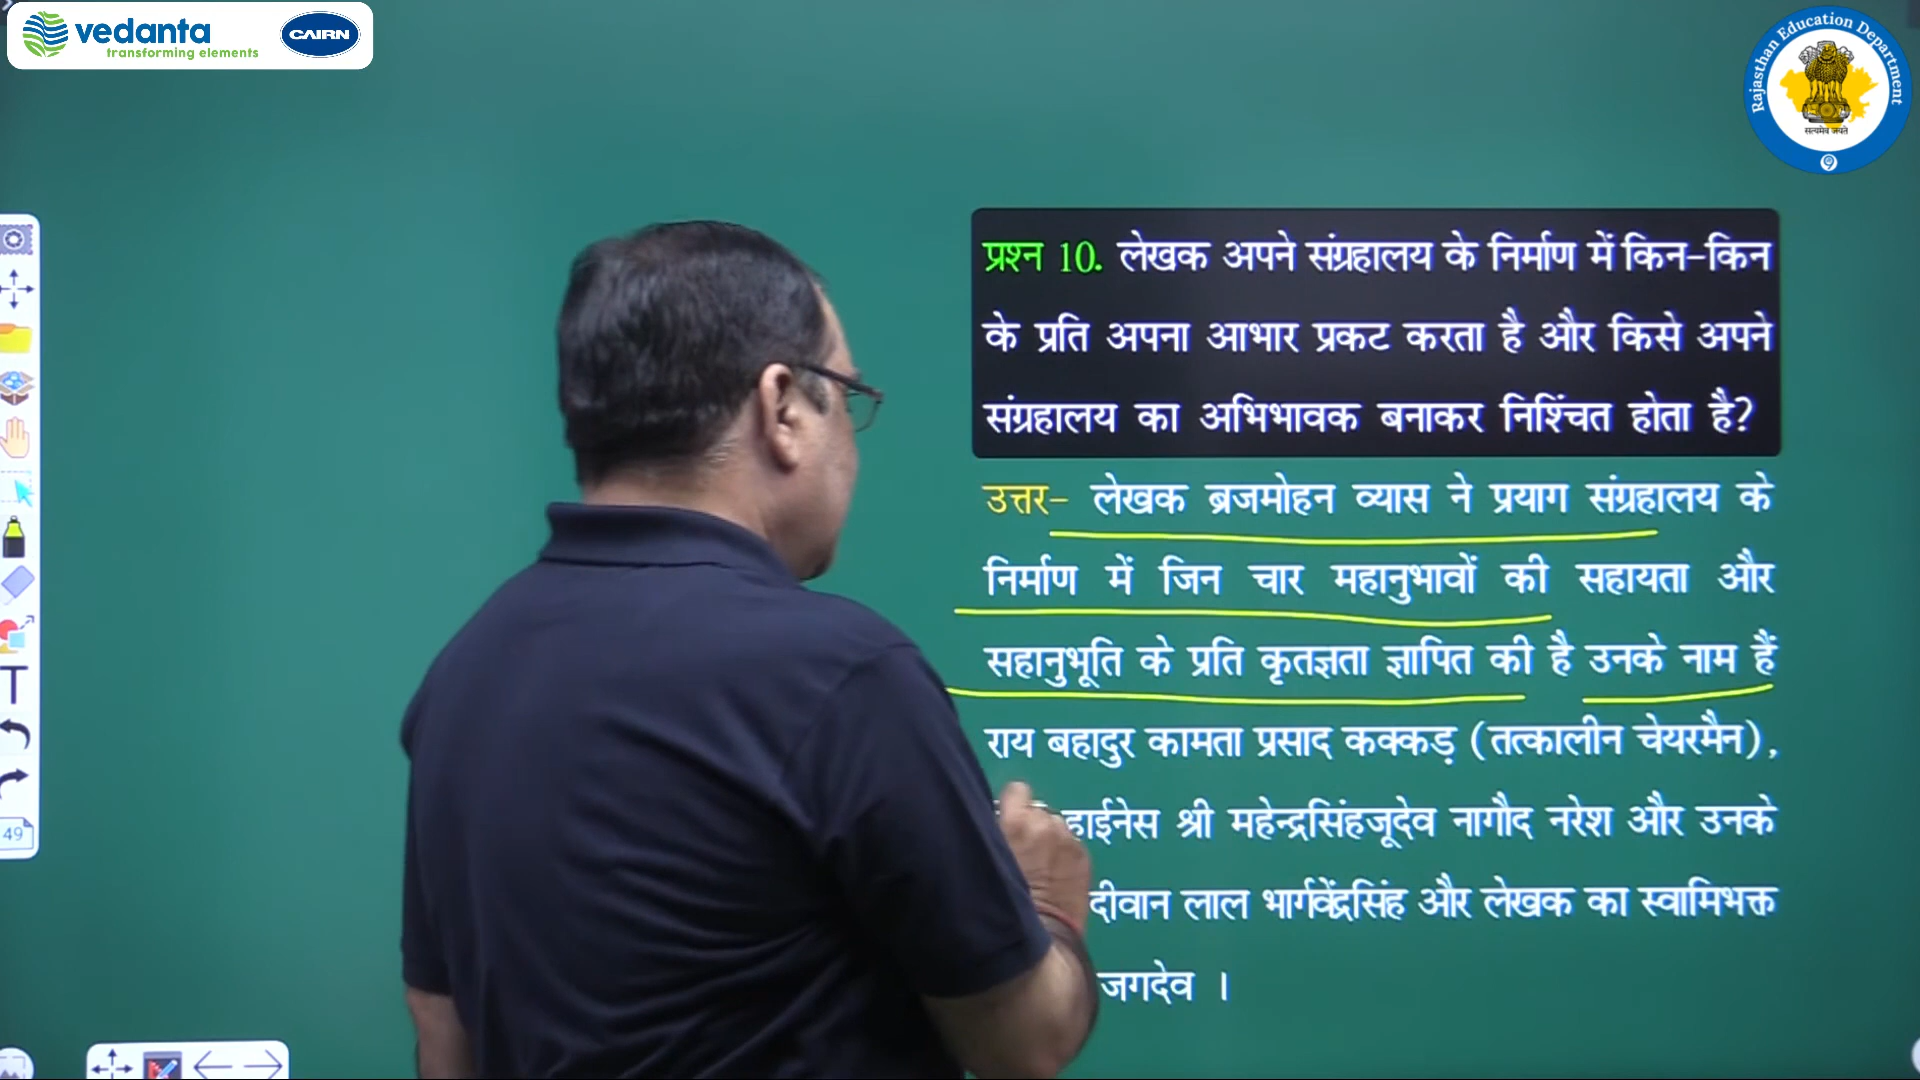 vedanta
transforming elements
CAIRN
Rajasthan Education Department
सत्यमेव जयते
प्रश्न 10. लेखक अपने संग्रहालय के निर्माण में किन-किन
के प्रति अपना आभार प्रकट करता है और किसे अपने
संग्रहालय का अभिभावक बनाकर निश्चिंत होता है?
उत्तर- लेखक ब्रजमोहन व्यास ने प्रयाग संग्रहालय के
निर्माण में जिन चार महानुभावों की सहायता और
सहानुभूति के प्रति कृतज्ञता ज्ञापित की है उनके नाम हैं
राय बहादुर कामता प्रसाद कक्कड़ (तत्कालीन चेयरमैन),
हाईनेस श्री महेन्द्रसिंहजूदेव नागौद नरेश और उनके
दीवान लाल भार्गवेंद्रसिंह और लेखक का स्वामिभक्त
जगदेव ।
T
49